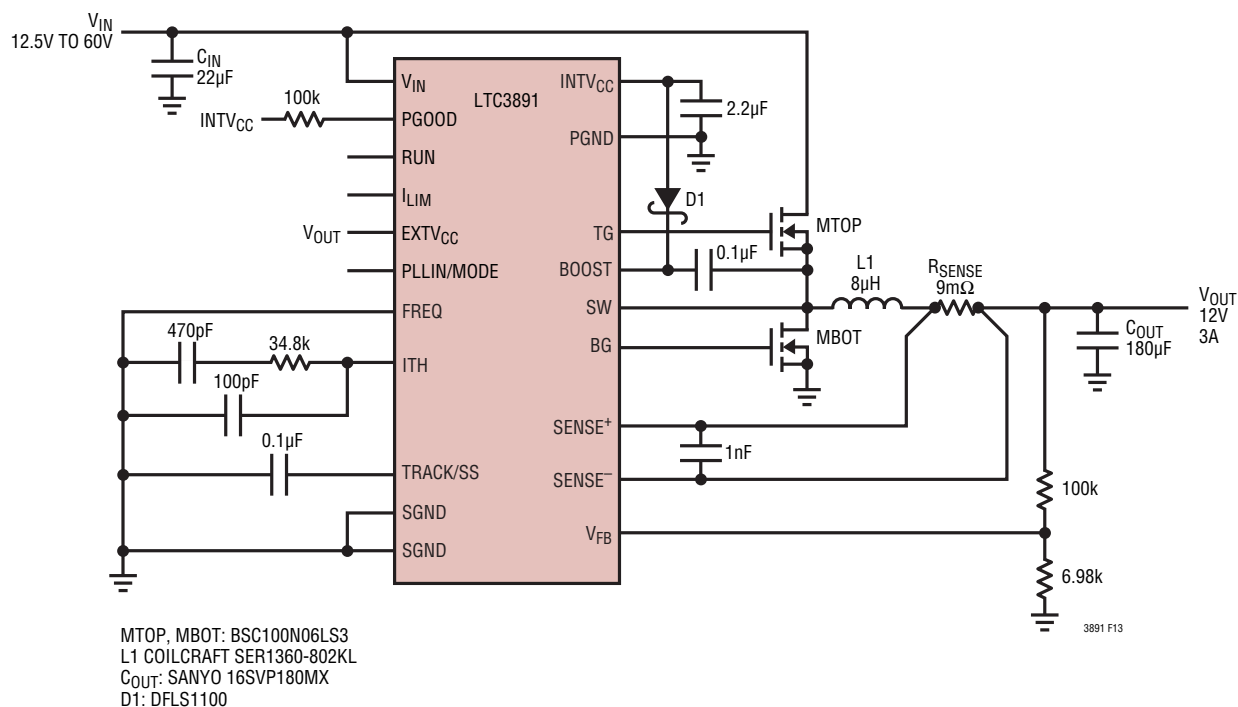 VIN
12.5V TO 60V
CIN
22µF
100k
INTVCC
VOUT
LTC3891
VIN
PGOOD
RUN
ILIM
EXTVCC
PLLIN/MODE
FREQ
ITH
TRACK/SS
SGND
SGND
INTVCC
PGND
TG
BOOST
SW
BG
SENSE+
SENSE–
VFB
470pF
34.8k
100pF
0.1µF
2.2µF
D1
0.1µF
MTOP
MBOT
L1
8µH
RSENSE
9mΩ
1nF
VOUT
12V
3A
COUT
180µF
100k
6.98k
3891 F13
MTOP, MBOT: BSC100N06LS3
L1 COILCRAFT SER1360-802KL
COUT: SANYO 16SVP180MX
D1: DFLS1100